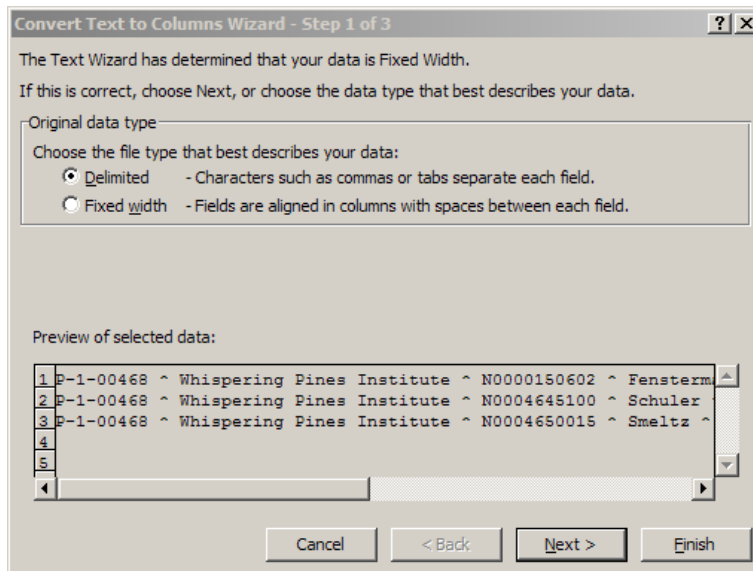 Convert Text to Columns Wizard - Step 1 of 3
The Text Wizard has determined that your data is Fixed Width.
If this is correct, choose Next, or choose the data type that best describes your data.
Original data type
Choose the file type that best describes your data:
Delimited - Characters such as commas or tabs separate each field.
Fixed width - Fields are aligned in columns with spaces between each field.
Preview of selected data:
1 P-1-00468 ^ Whispering Pines Institute ^ N0000150602 ^ Fensterm
2 P-1-00468 ^ Whispering Pines Institute ^ N0004645100 ^ Schuler ^
3 P-1-00468 ^ Whispering Pines Institute ^ N0004650015 ^ Smeltz ^
4
5
Cancel < Back Next > Finish